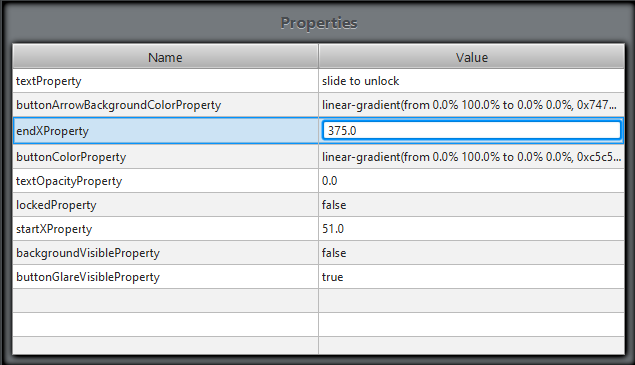 Properties
Name Value
textProperty slide to unlock
buttonArrowBackgroundColorProperty linear-gradient(from 0.0% 100.0% to 0.0% 0.0%, 0x747...
endXProperty 375.0
buttonColorProperty linear-gradient(from 0.0% 100.0% to 0.0% 0.0%, 0xc5c5...
textOpacityProperty 0.0
lockedProperty false
startXProperty 51.0
backgroundVisibleProperty false
buttonGlareVisibleProperty true